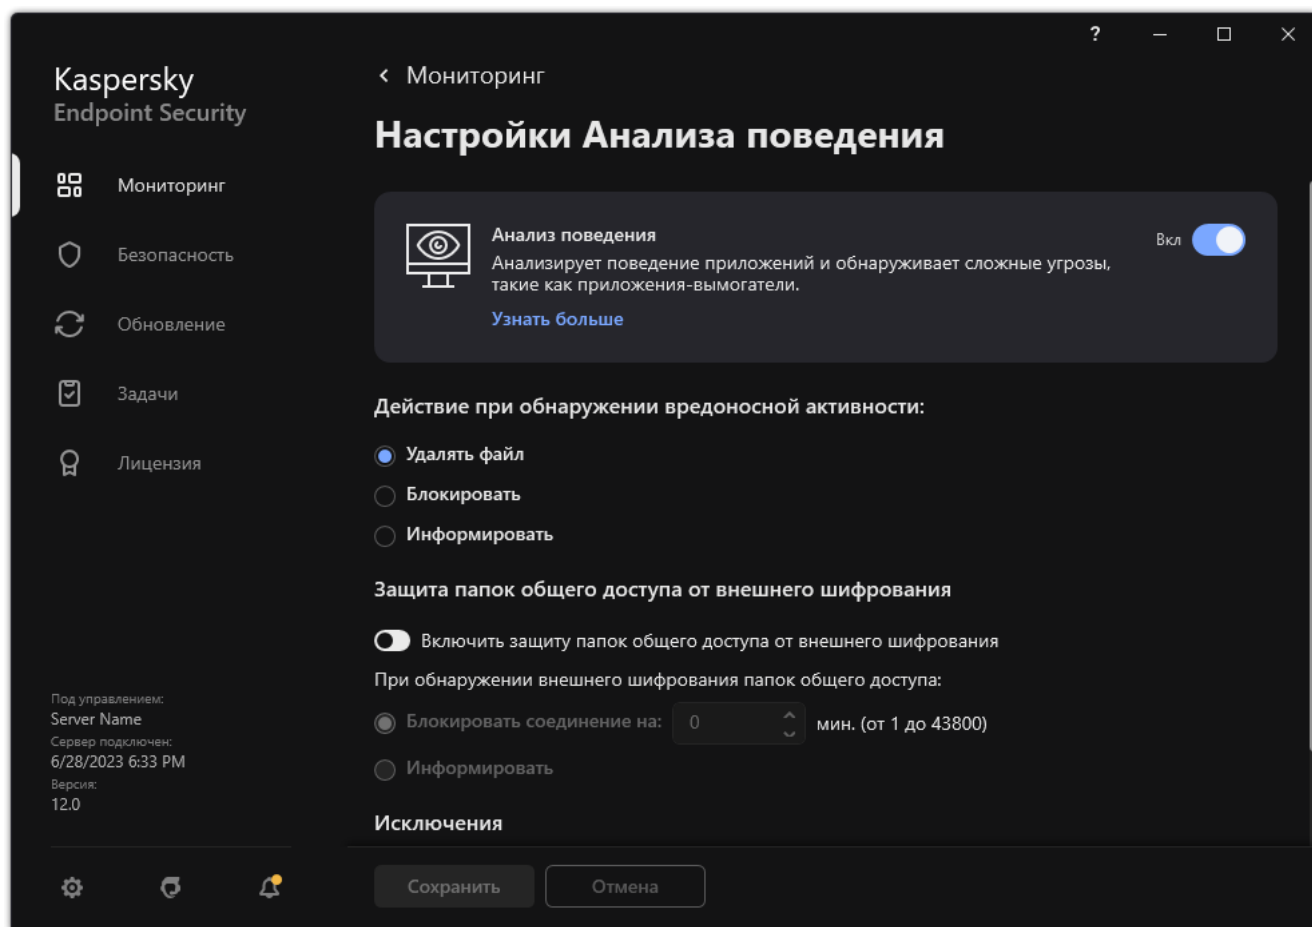 ?
Kaspersky
Endpoint Security
Мониторинг
Безопасность
Обновление
Задачи
Лицензия
Под управлением:
Server Name
Сервер подключен:
6/28/2023 6:33 PM
Версия:
12.0
Мониторинг
Настройки Анализа поведения
Анализ поведения
Вкл
Анализирует поведение приложений и обнаруживает сложные угрозы,
такие как приложения-вымогатели.
Узнать больше
Действие при обнаружении вредоносной активности:
Удалять файл
Блокировать
Информировать
Защита папок общего доступа от внешнего шифрования
Включить защиту папок общего доступа от внешнего шифрования
При обнаружении внешнего шифрования папок общего доступа:
Блокировать соединение на: 0 мин. (от 1 до 43800)
Информировать
Исключения
Сохранить Отмена